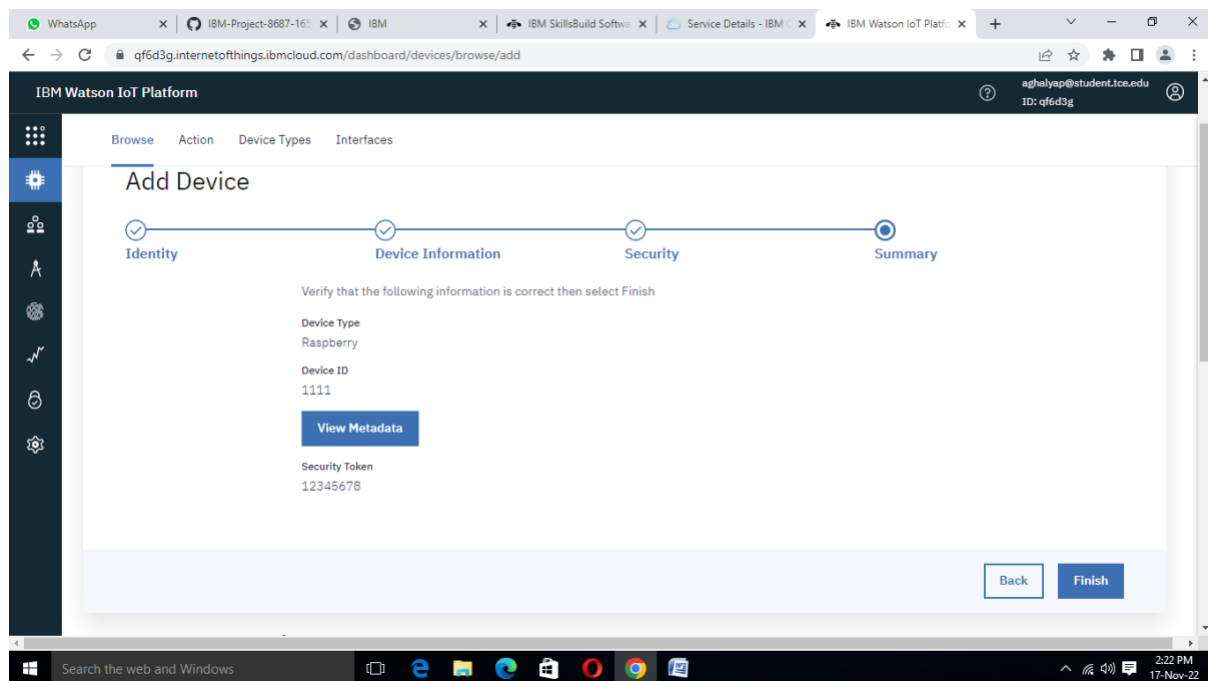 WhatsApp
IBM-Project-8687-165
IBM
IBM SkillsBuild Softwa
Service Details - IBM C
IBM Watson IoT Platfo
qf6d3g.internetofthings.ibmcloud.com/dashboard/devices/browse/add
IBM Watson IoT Platform
aghalyap@student.tce.edu
ID: qf6d3g
Browse Action Device Types Interfaces
Add Device
Identity Device Information Security Summary
Verify that the following information is correct then select Finish
Device Type
Raspberry
Device ID
1111
View Metadata
Security Token
12345678
Back Finish
Search the web and Windows
2:22 PM
17-Nov-22